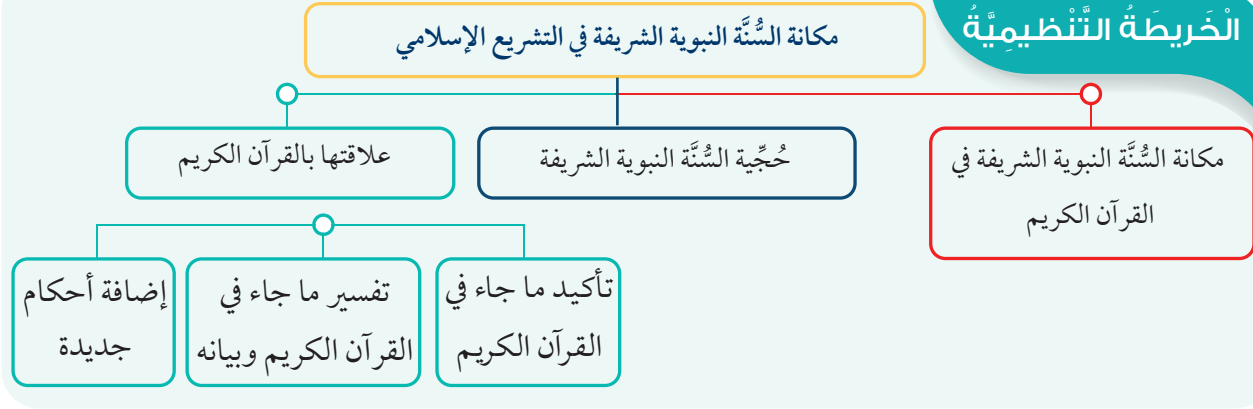 الْخَريطَةُ التَّنْظيمِيَّةُ
مكانة السُّنَّة النبوية الشريفة في التشريع الإسلامي
مكانة السُّنَّة النبوية الشريفة في
القرآن الكريم
حُجِّية السُّنَّة النبوية الشريفة
علاقتها بالقرآن الكريم
تأكيد ما جاء في
القرآن الكريم
تفسير ما جاء في
القرآن الكريم وبيانه
إضافة أحكام
جديدة